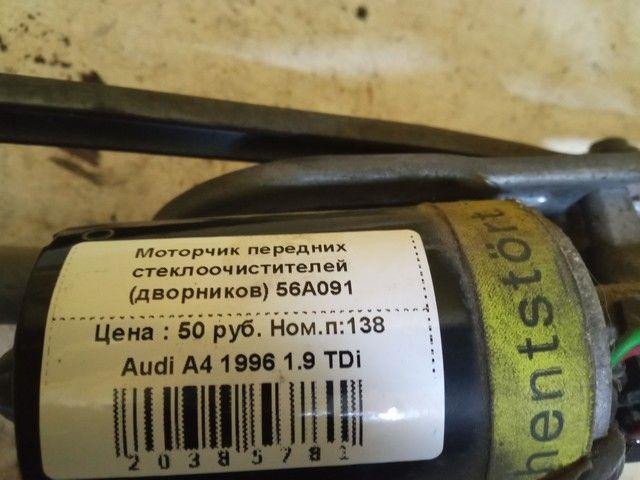 Моторчик передних
стеклоочистителей
(дворников) 56A091
Цена : 50 руб. Ном.п:138
Audi A4 1996 1.9 TDi
20385781
hentstört